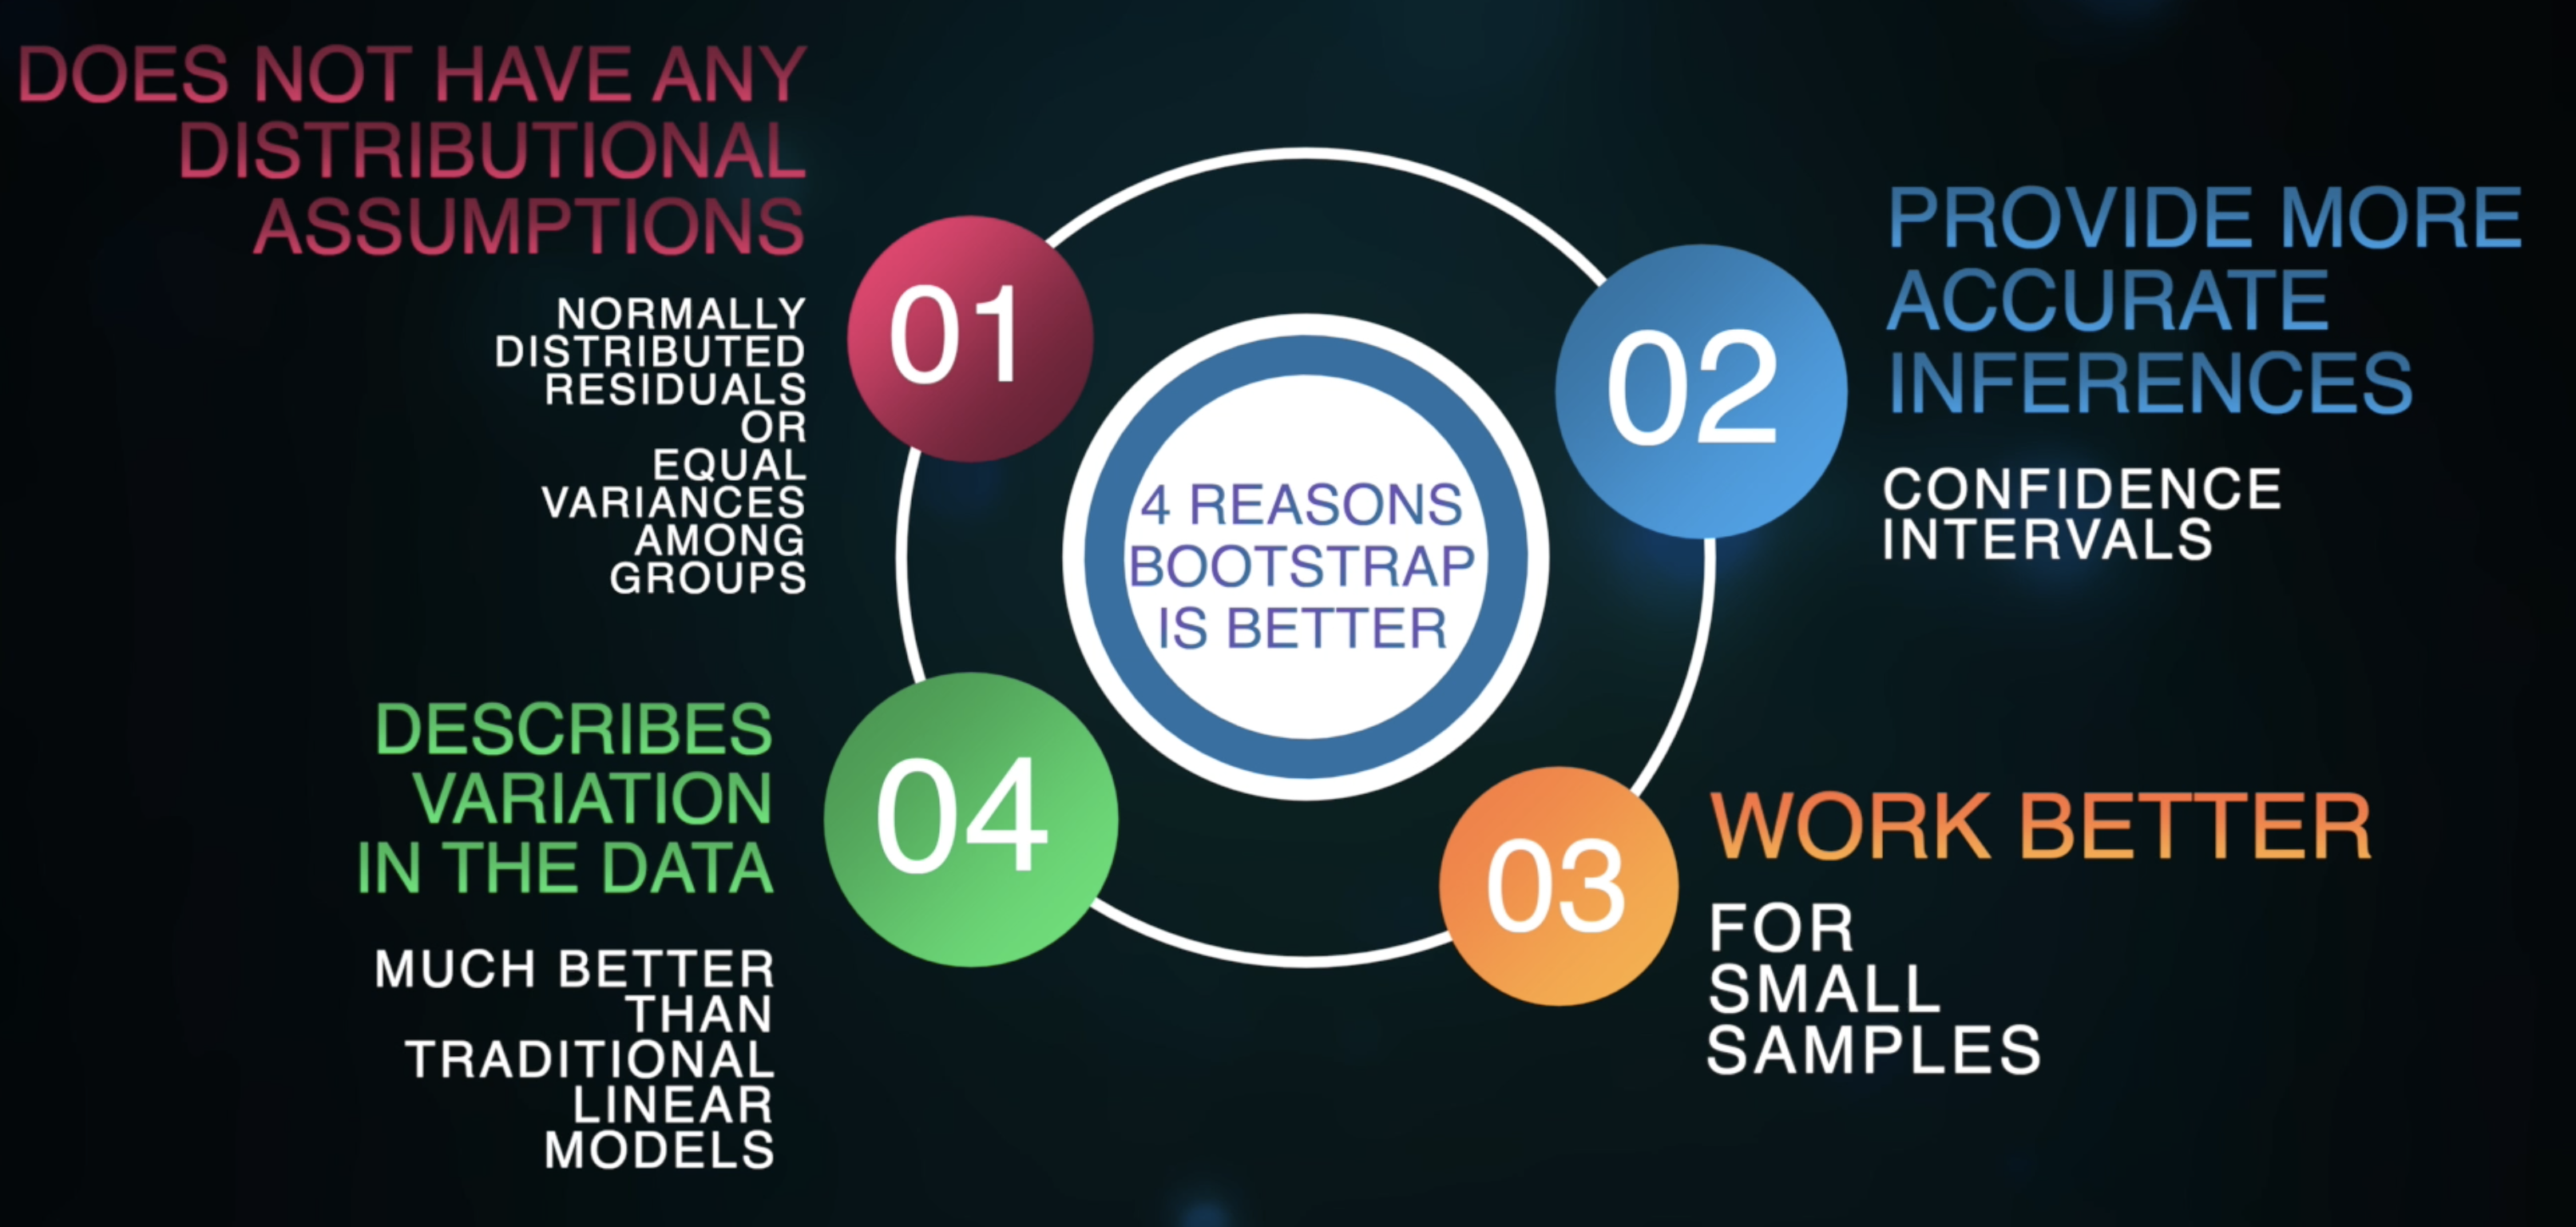 4 REASONS
BOOTSTRAP
IS BETTER
01
DOES NOT HAVE ANY
DISTRIBUTIONAL
ASSUMPTIONS
NORMALLY
DISTRIBUTED
RESIDUALS
OR
EQUAL
VARIANCES
AMONG
GROUPS
02
PROVIDE MORE
ACCURATE
INFERENCES
CONFIDENCE
INTERVALS
03
WORK BETTER
FOR
SMALL
SAMPLES
04
DESCRIBES
VARIATION
IN THE DATA
MUCH BETTER
THAN
TRADITIONAL
LINEAR
MODELS